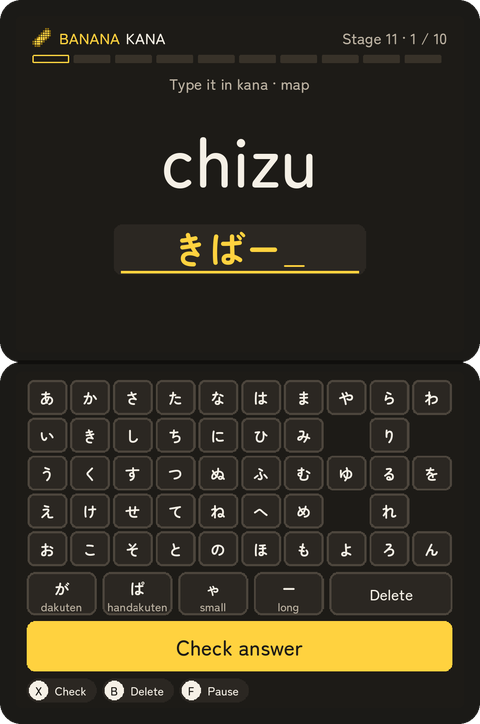 BANANA KANA
Stage 11 · 1 / 10
Type it in kana · map
chizu
きばー_
あ か さ た な は ま や ら わ
い き し ち に ひ み り
う く す つ ぬ ふ む ゆ る を
え け せ て ね へ め れ
お こ そ と の ほ も よ ろ ん
が ぱ ゃ ー Delete
dakuten handakuten small long
Check answer
X Check B Delete F Pause